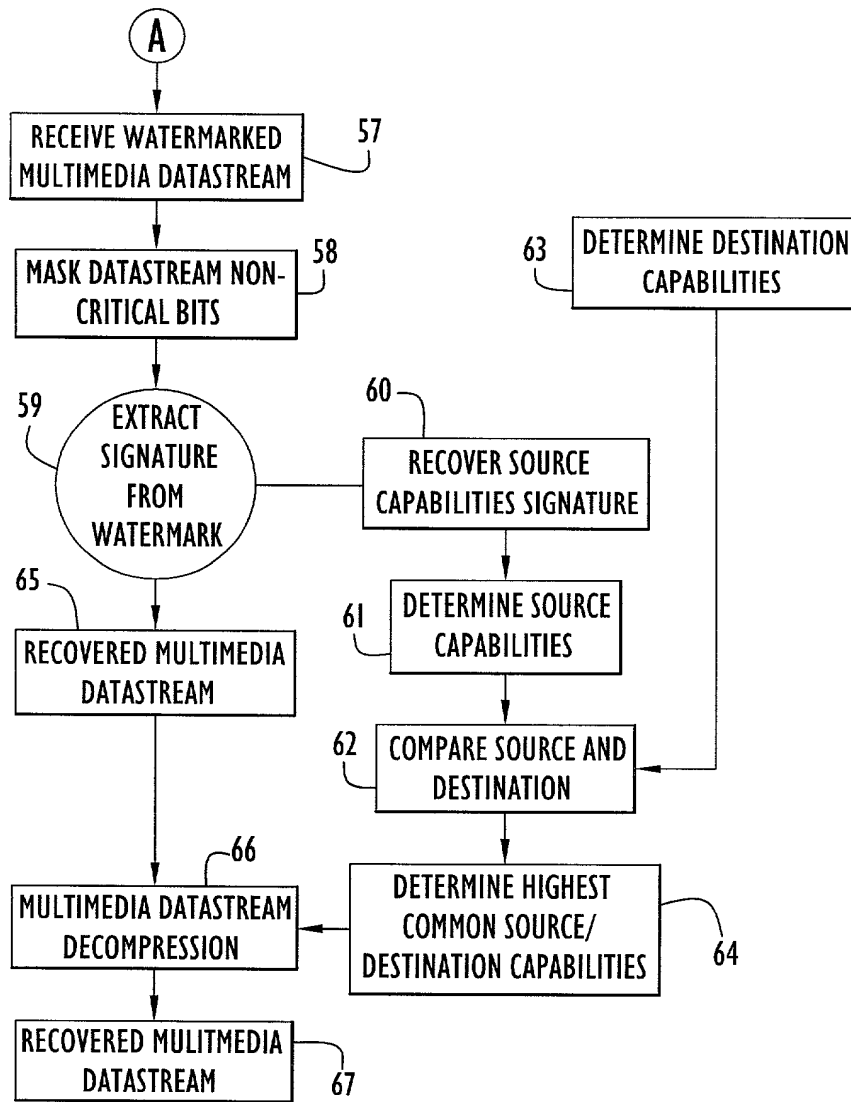 A
RECEIVE WATERMARKED
MULTIMEDIA DATASTREAM
57
MASK DATASTREAM NON-
CRITICAL BITS
58
63
DETERMINE DESTINATION
CAPABILITIES
59
EXTRACT
SIGNATURE
FROM
WATERMARK
60
RECOVER SOURCE
CAPABILITIES SIGNATURE
65
RECOVERED MULTIMEDIA
DATASTREAM
61
DETERMINE SOURCE
CAPABILITIES
62
COMPARE SOURCE AND
DESTINATION
66
MULTIMEDIA DATASTREAM
DECOMPRESSION
DETERMINE HIGHEST
COMMON SOURCE/
DESTINATION CAPABILITIES
64
RECOVERED MULITMEDIA
DATASTREAM
67